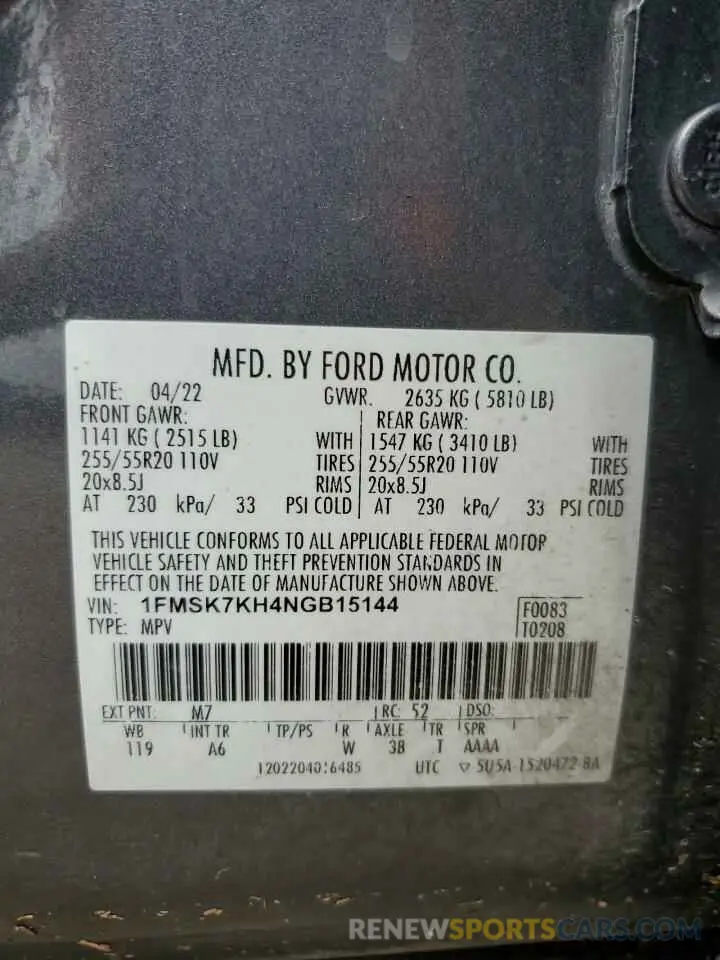 MFD. BY FORD MOTOR CO.
DATE: 04/22 GVWR. 2635 KG ( 5810 LB)
FRONT GAWR: REAR GAWR:
1141 KG ( 2515 LB) WITH 1547 KG ( 3410 LB) WITH
255/55R20 110V TIRES 255/55R20 110V TIRES
20x8.5J RIMS 20x8.5J RIMS
AT 230 kPa/ 33 PSI COLD AT 230 kPa/ 33 PSI COLD
THIS VEHICLE CONFORMS TO ALL APPLICABLE FEDERAL MOTOR
VEHICLE SAFETY AND THEFT PREVENTION STANDARDS IN
EFFECT ON THE DATE OF MANUFACTURE SHOWN ABOVE.
VIN: 1FMSK7KH4NGB15144 F0083
TYPE: MPV T0208
EXT PNT: M7 RC: 52 DSO:
WB INT TR TP/PS R AXLE TR SPR
119 A6 W 3B T AAAA
UTC 5U5A-1520472-BA
RENEWSPORTSCARS.COM